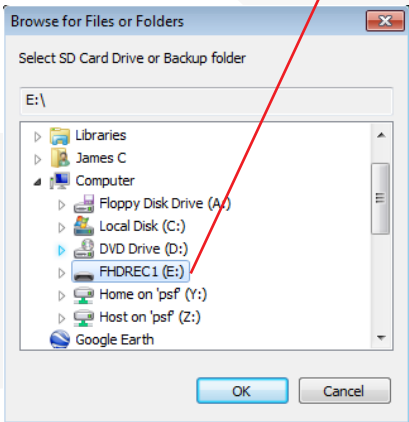 Browse for Files or Folders
Select SD Card Drive or Backup folder
E:\
Libraries
James C
Computer
Floppy Disk Drive (A:)
Local Disk (C:)
DVD Drive (D:)
FHDREC1 (E:)
Home on 'psf' (Y:)
Host on 'psf' (Z:)
Google Earth
OK Cancel